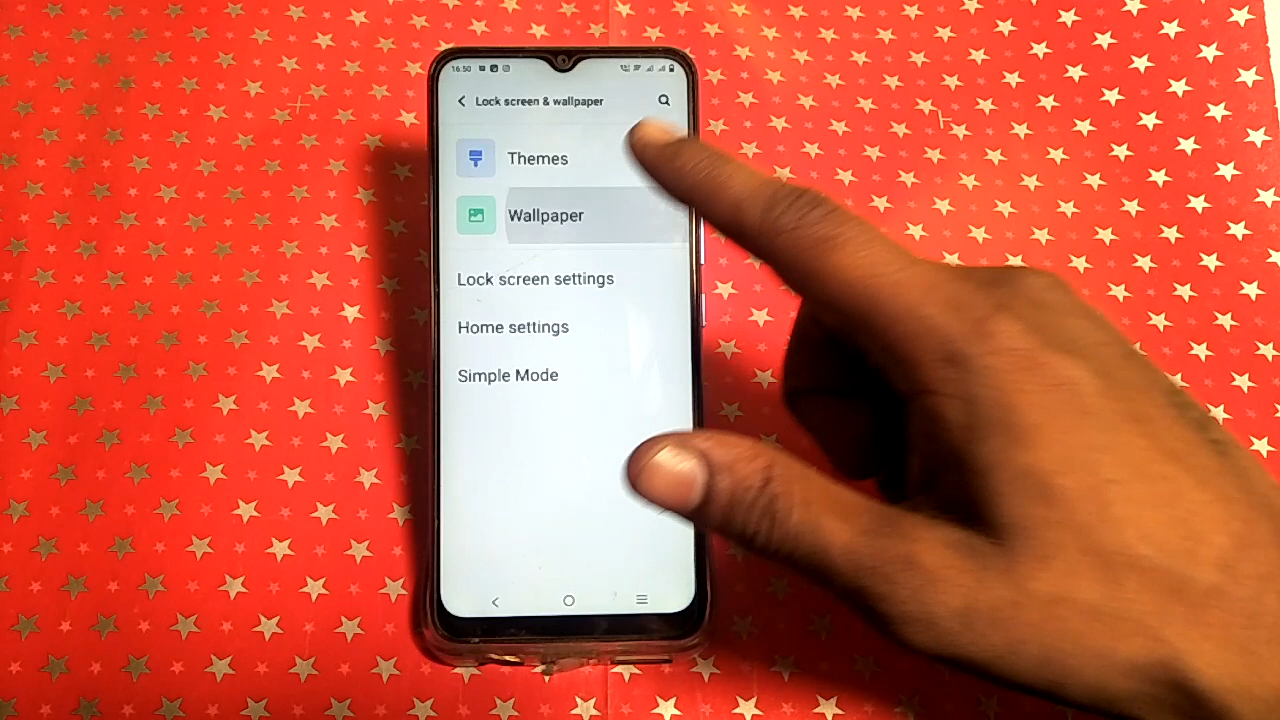 16.50
Lock screen & wallpaper
Themes
Wallpaper
Lock screen settings
Home settings
Simple Mode